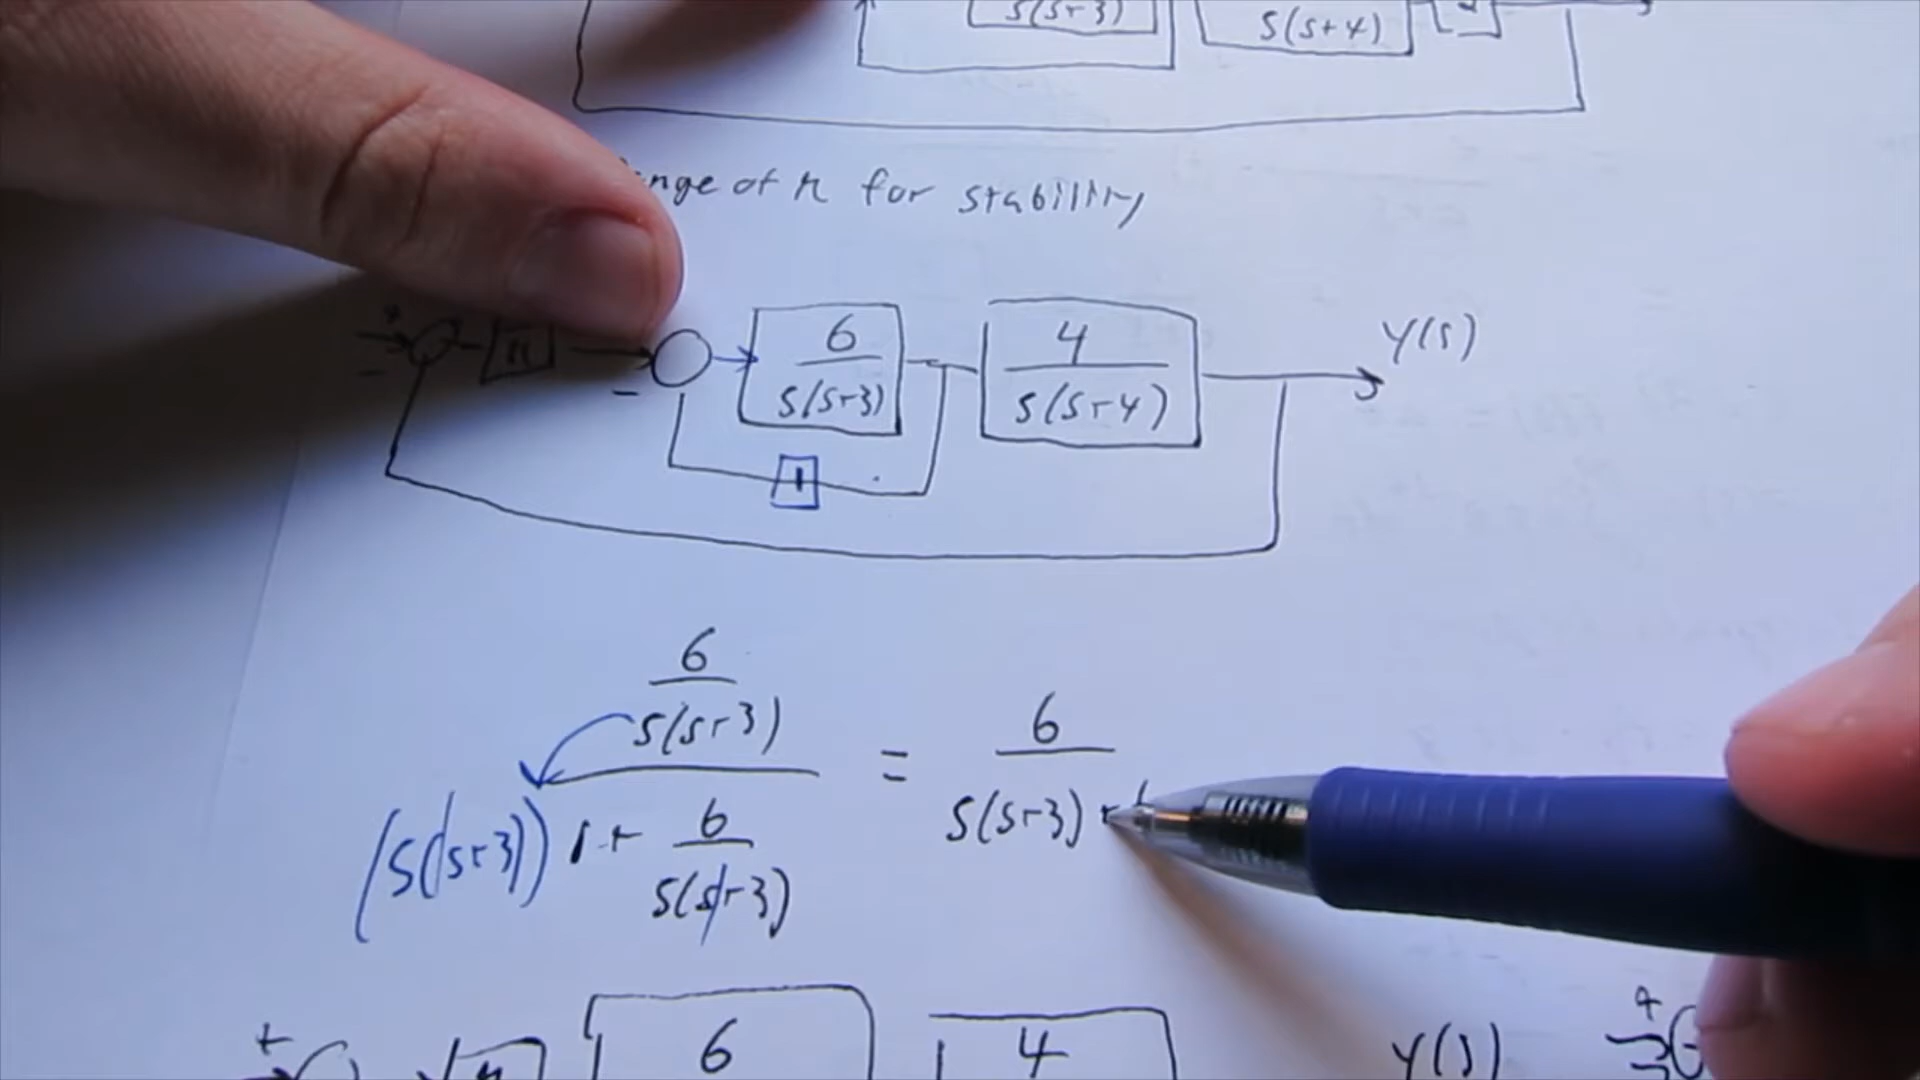 s(s+3)
s(s+4)
nge of K for stability
+
-
K
-
6
s(s+3)
4
s(s+4)
Y(s)
1
6
s(s+3)
=
6
s(s+3) +
(s(s+3)) 1 + 6
s(s+3)
+
K
6
4
Y(s)
+